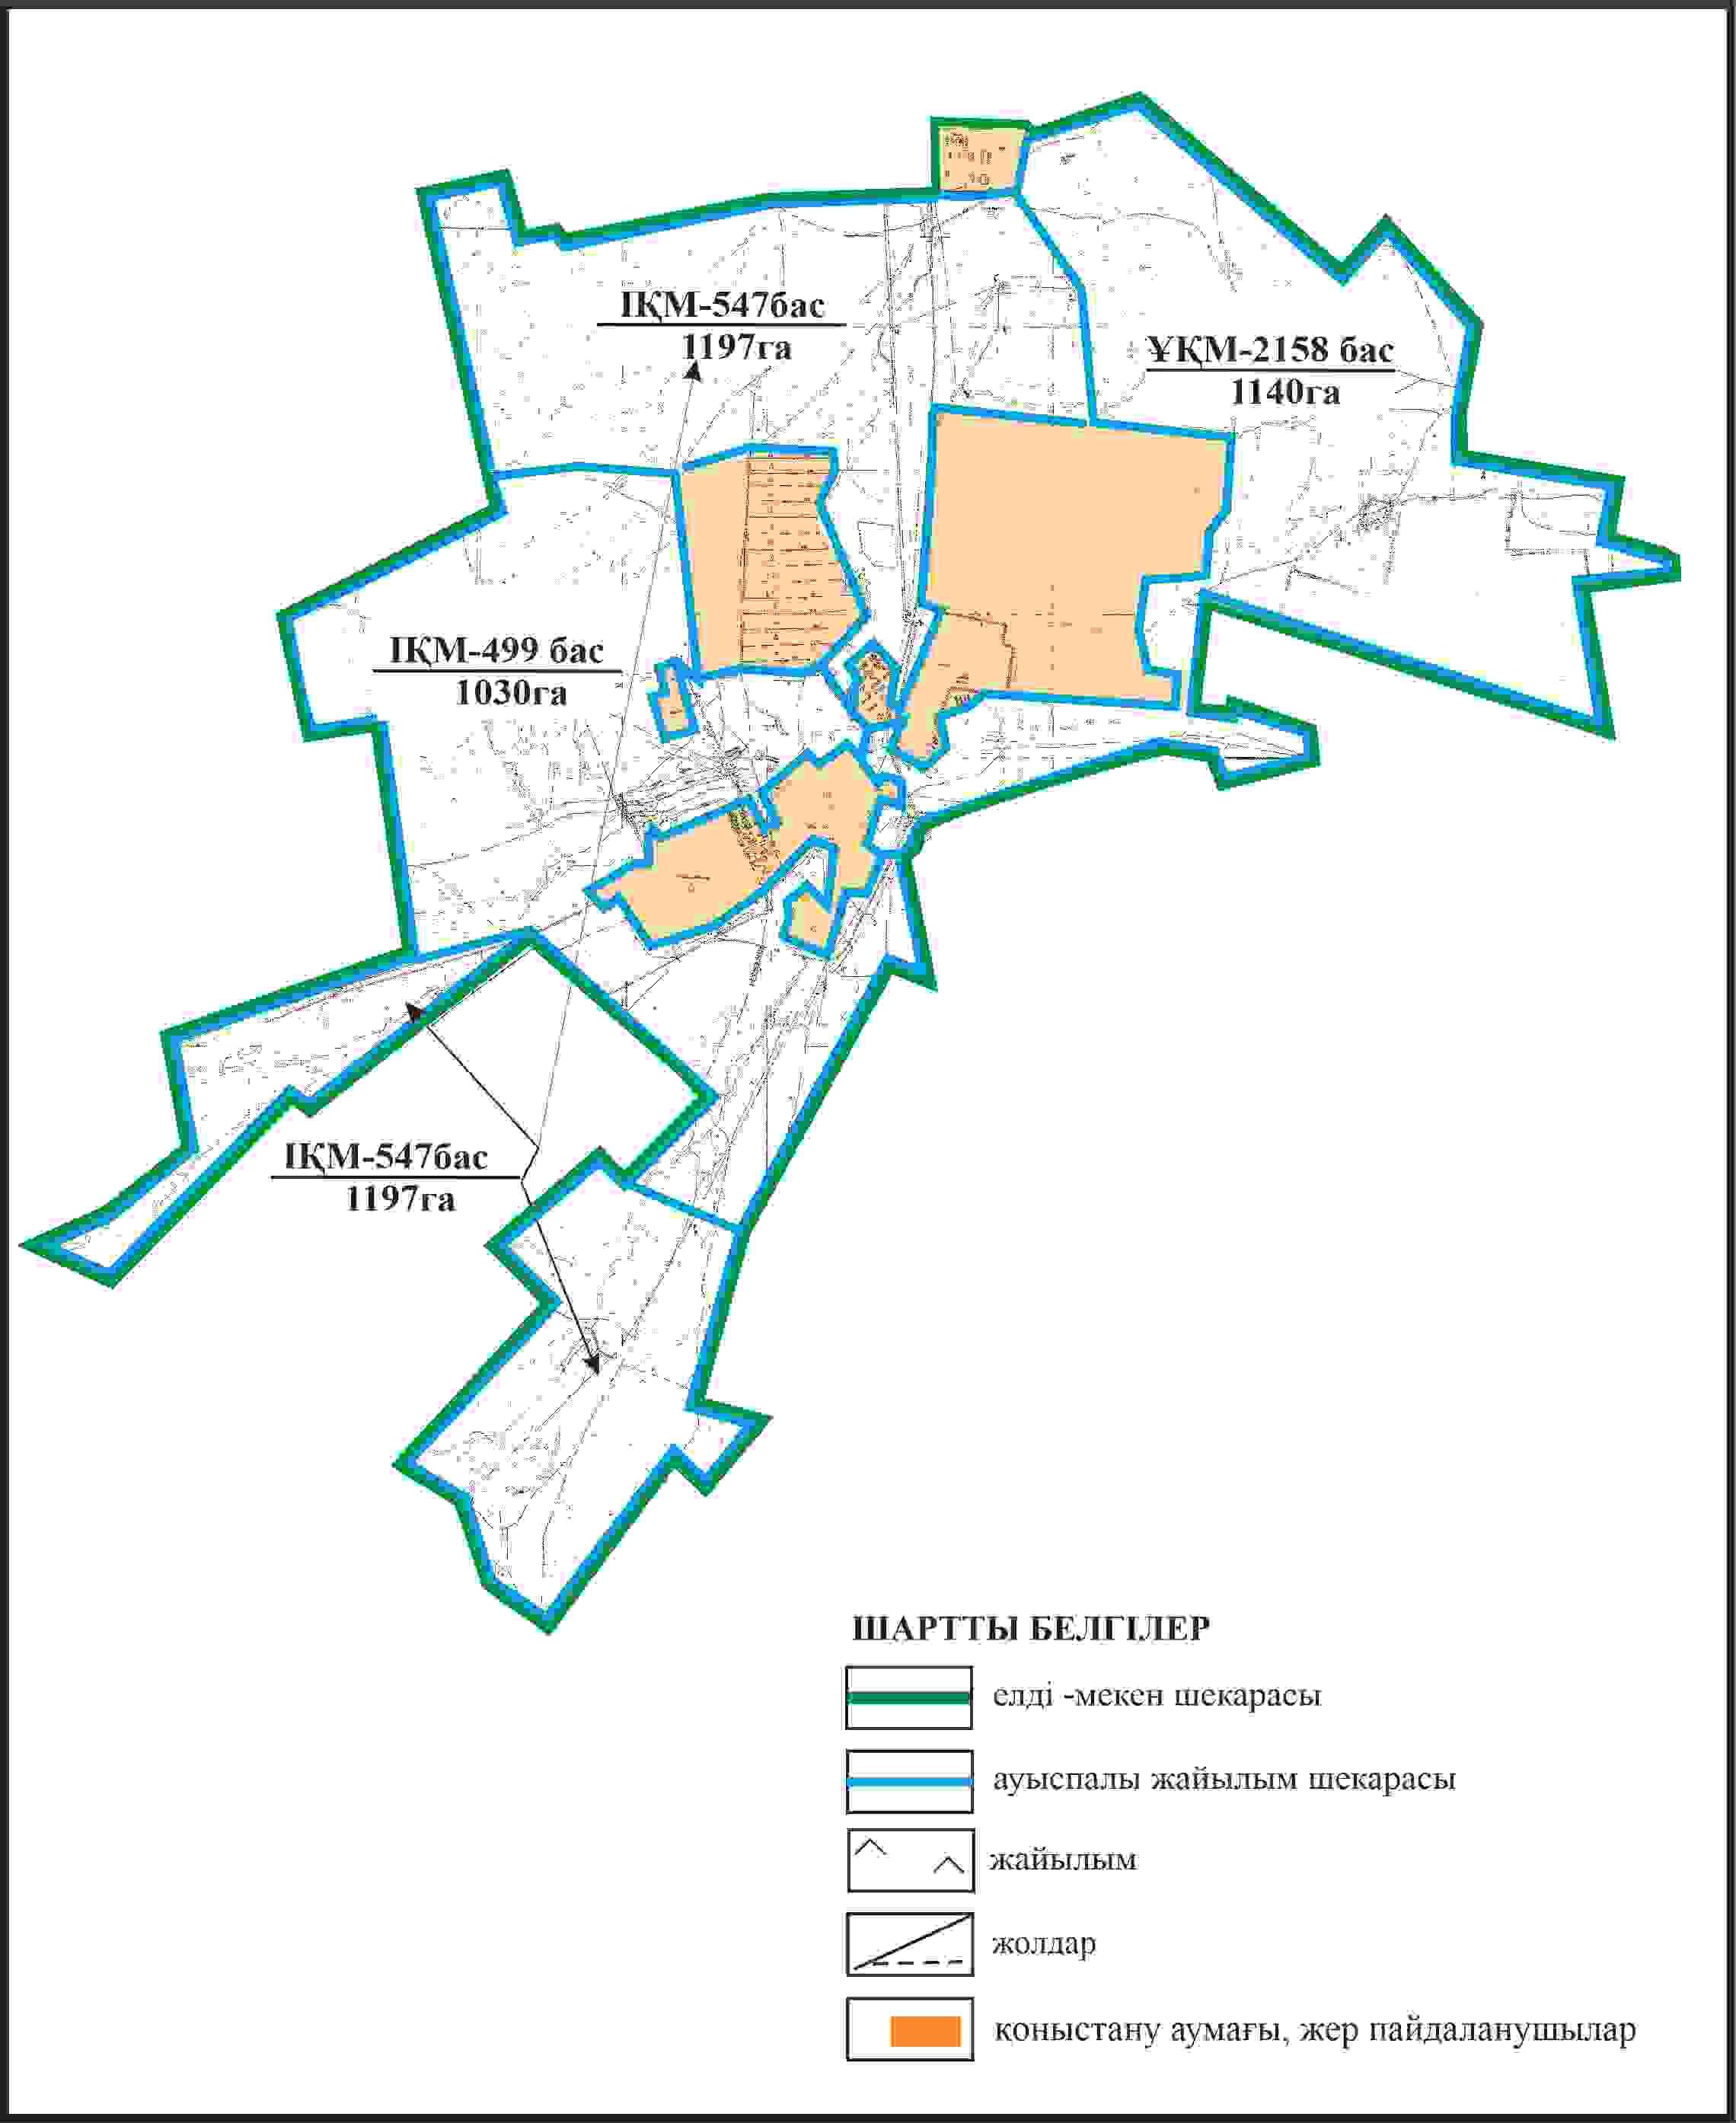 ІҚМ-547бас
1197га
ҰҚМ-2158 бас
1140га
ІҚМ-499 бас
1030га
ІҚМ-547бас
1197га
ШАРТТЫ БЕЛГІЛЕР
елді -мекен шекарасы
ауыспалы жайылым шекарасы
жайылым
жолдар
қоныстану аумағы, жер пайдаланушылар